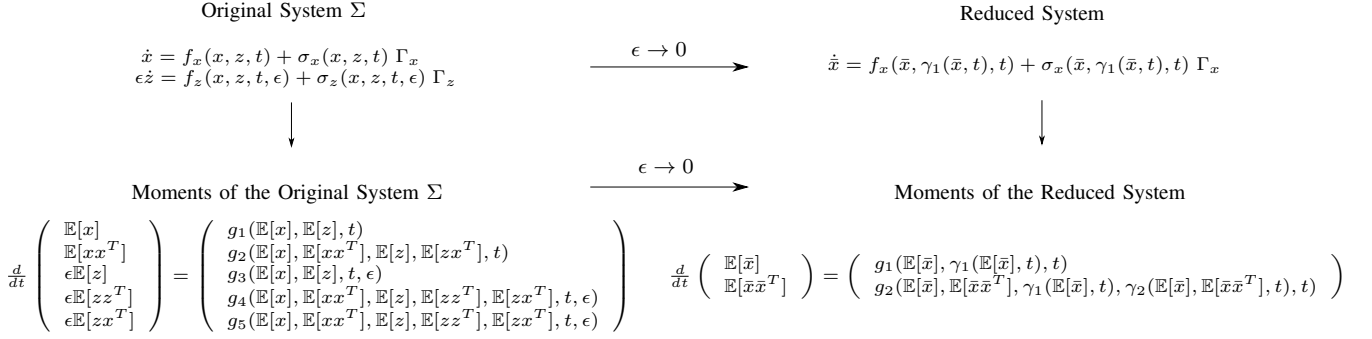 Original System Σ
Reduced System
ẋ = f_x(x, z, t) + σ_x(x, z, t) Γ_x
ϵż = f_z(x, z, t, ϵ) + σ_z(x, z, t, ϵ) Γ_z
ϵ → 0
ẋ̄ = f_x(x̄, γ_1(x̄, t), t) + σ_x(x̄, γ_1(x̄, t), t) Γ_x
Moments of the Original System Σ
ϵ → 0
Moments of the Reduced System
d/dt ( 𝔼[x] 𝔼[xx^T] ϵ𝔼[z] ϵ𝔼[zz^T] ϵ𝔼[zx^T] ) =
g_1(𝔼[x], 𝔼[z], t)
g_2(𝔼[x], 𝔼[xx^T], 𝔼[z], 𝔼[zx^T], t)
g_3(𝔼[x], 𝔼[z], t, ϵ)
g_4(𝔼[x], 𝔼[xx^T], 𝔼[z], 𝔼[zz^T], 𝔼[zx^T], t, ϵ)
g_5(𝔼[x], 𝔼[xx^T], 𝔼[z], 𝔼[zz^T], 𝔼[zx^T], t, ϵ)
d/dt ( 𝔼[x̄] 𝔼[x̄x̄^T] ) =
g_1(𝔼[x̄], γ_1(𝔼[x̄], t), t)
g_2(𝔼[x̄], 𝔼[x̄x̄^T], γ_1(𝔼[x̄], t), γ_2(𝔼[x̄], 𝔼[x̄x̄^T], t), t)